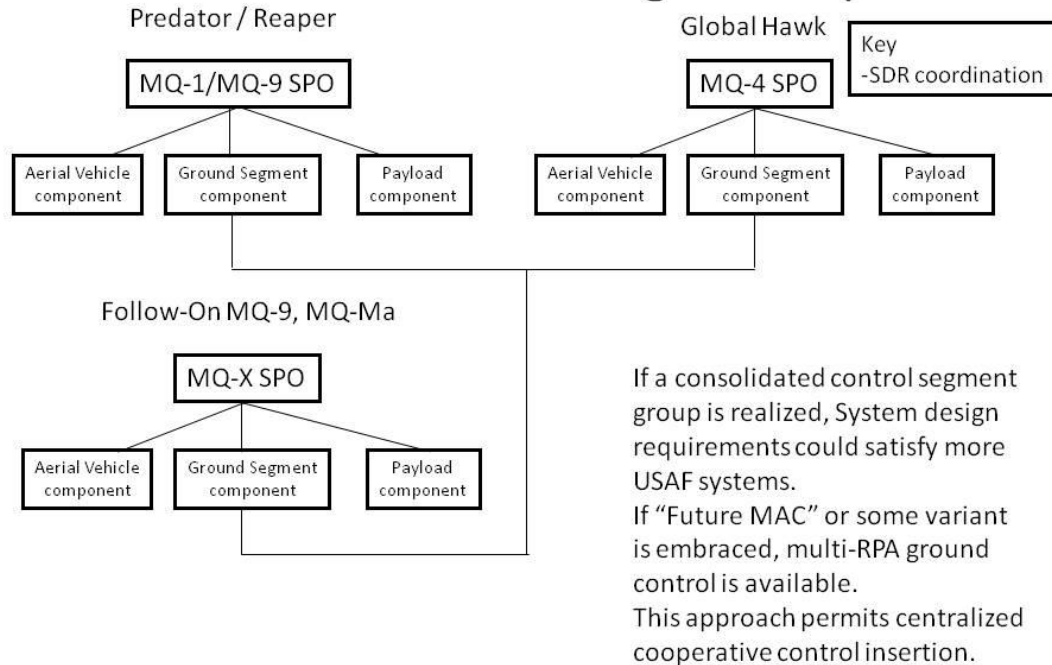 Predator / Reaper
MQ-1/MQ-9 SPO
Aerial Vehicle
component
Ground Segment
component
Payload
component
Global Hawk
MQ-4 SPO
Key
-SDR coordination
Aerial Vehicle
component
Ground Segment
component
Payload
component
Follow-On MQ-9, MQ-Ma
MQ-X SPO
Aerial Vehicle
component
Ground Segment
component
Payload
component
If a consolidated control segment
group is realized, System design
requirements could satisfy more
USAF systems.
If “Future MAC” or some variant
is embraced, multi-RPA ground
control is available.
This approach permits centralized
cooperative control insertion.